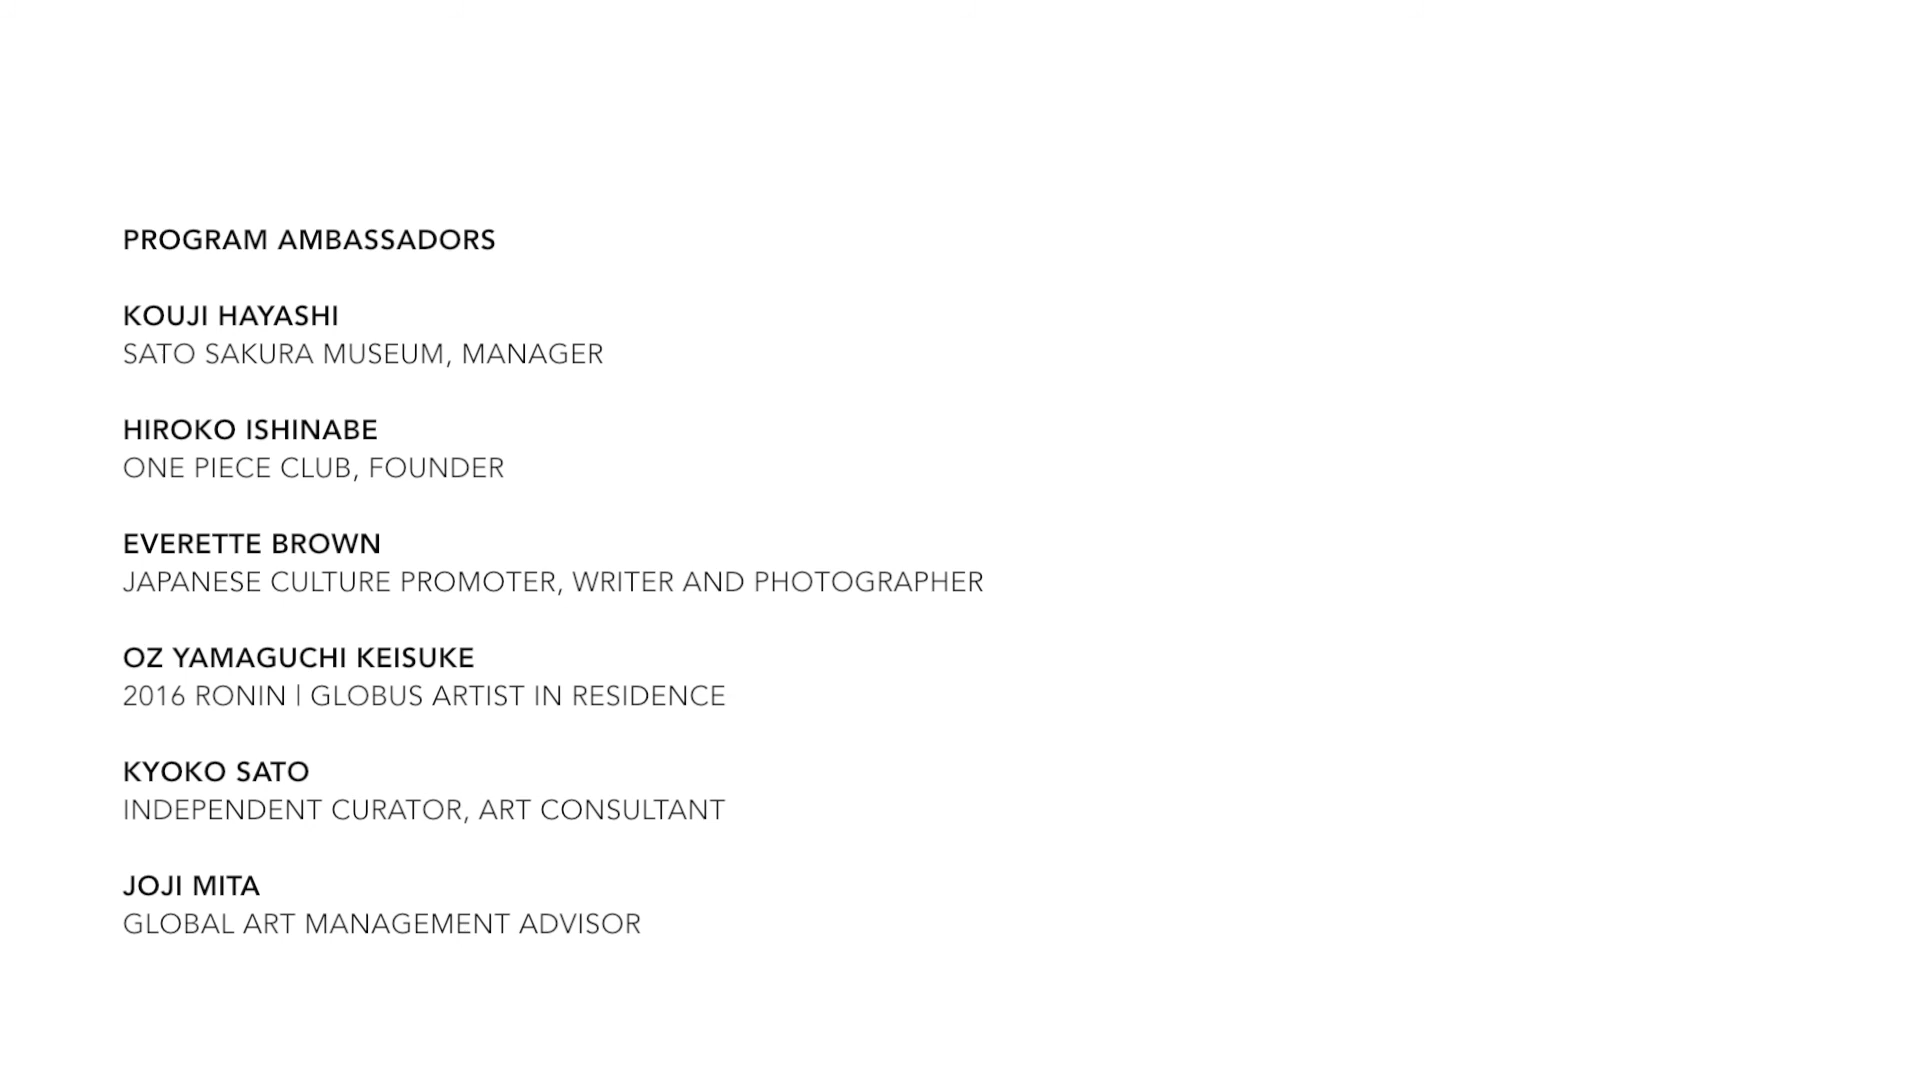 PROGRAM AMBASSADORS
KOUJI HAYASHI
SATO SAKURA MUSEUM, MANAGER
HIROKO ISHINABE
ONE PIECE CLUB, FOUNDER
EVERETTE BROWN
JAPANESE CULTURE PROMOTER, WRITER AND PHOTOGRAPHER
OZ YAMAGUCHI KEISUKE
2016 RONIN | GLOBUS ARTIST IN RESIDENCE
KYOKO SATO
INDEPENDENT CURATOR, ART CONSULTANT
JOJI MITA
GLOBAL ART MANAGEMENT ADVISOR